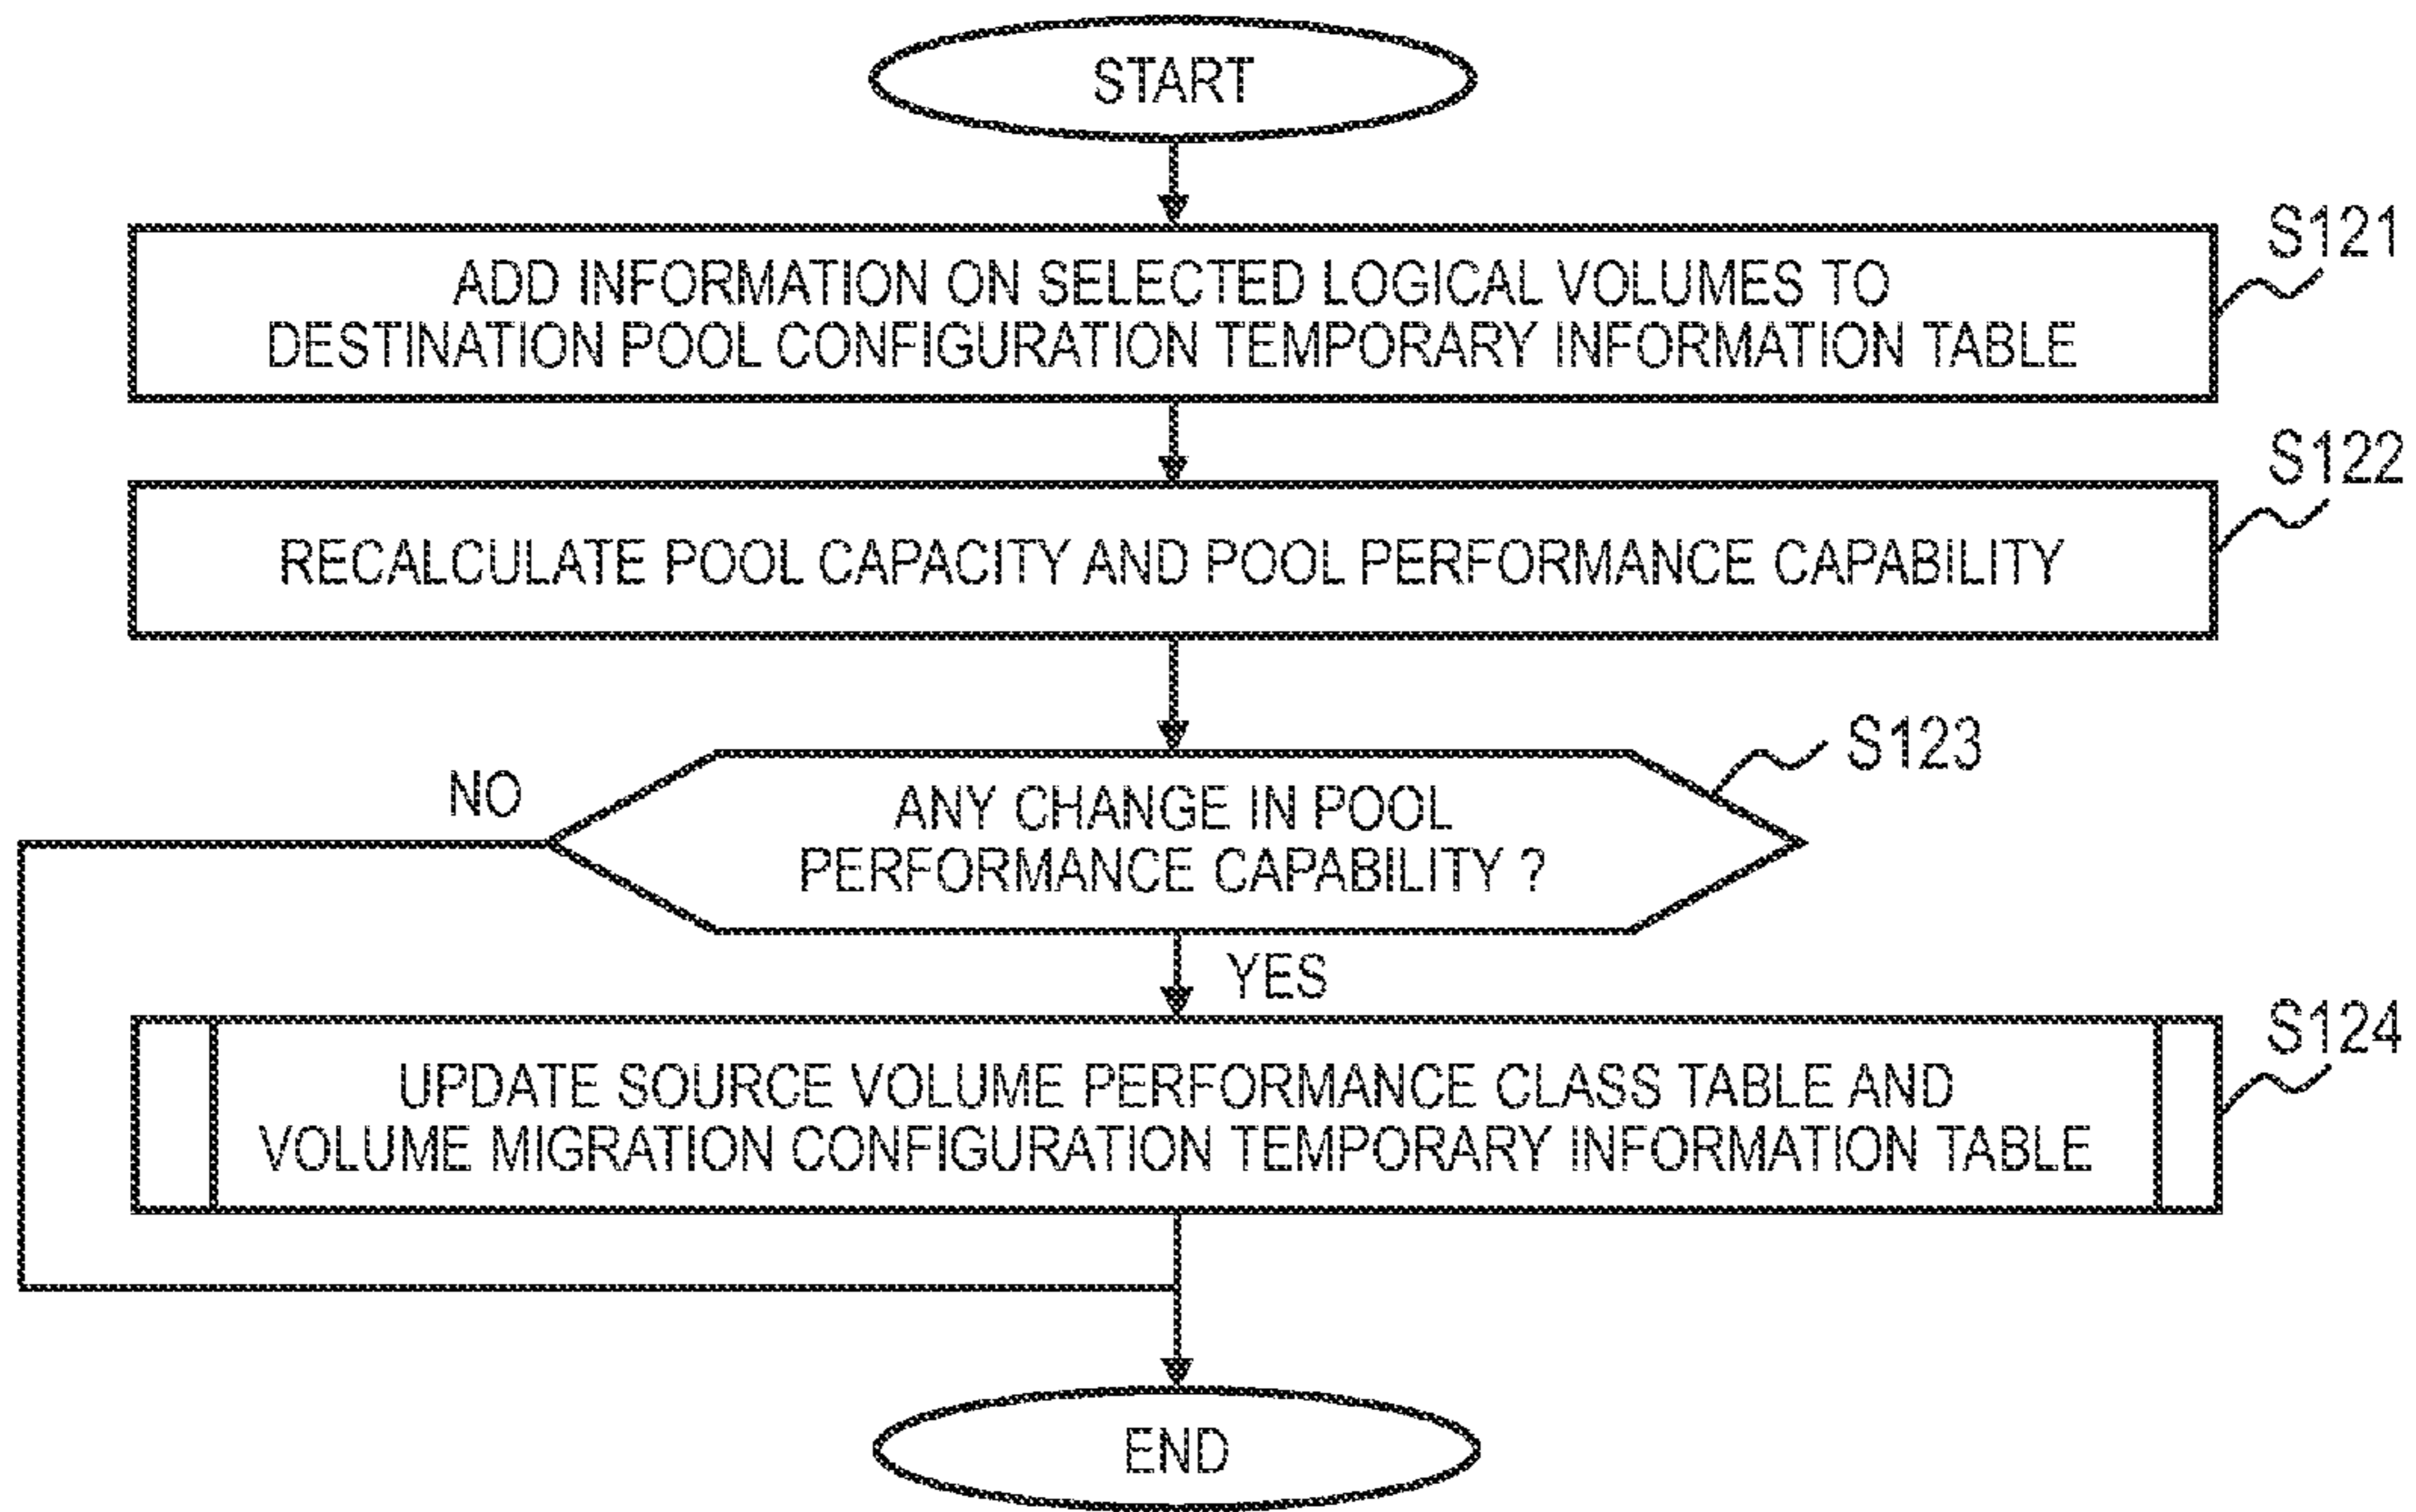 START
S121
ADD INFORMATION ON SELECTED LOGICAL VOLUMES TO
DESTINATION POOL CONFIGURATION TEMPORARY INFORMATION TABLE
S122
RECALCULATE POOL CAPACITY AND POOL PERFORMANCE CAPABILITY
S123
NO
ANY CHANGE IN POOL
PERFORMANCE CAPABILITY ?
YES
S124
UPDATE SOURCE VOLUME PERFORMANCE CLASS TABLE AND
VOLUME MIGRATION CONFIGURATION TEMPORARY INFORMATION TABLE
END